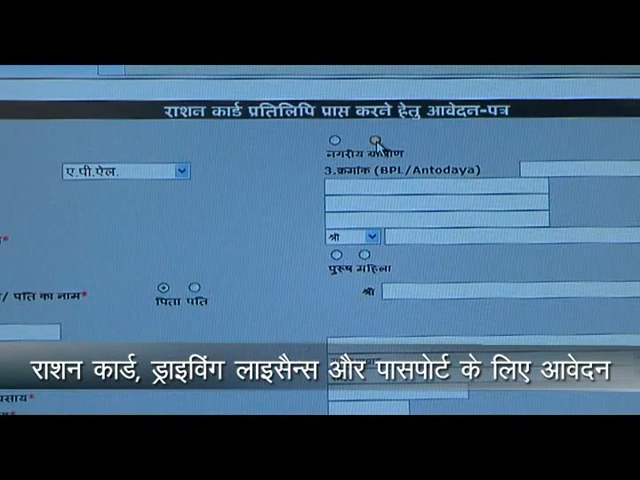 राशन कार्ड प्रतिलिपि प्राप्त करने हेतु आवेदन-पत्र
नगरीय ग्रामीण
ए.पी.ऐल.
3.क्रमांक (BPL/Antodaya)
श्री
पुरुष महिला
/ पति का नाम*
पिता पति
श्री
राशन कार्ड, ड्राइविंग लाइसैन्स और पासपोर्ट के लिए आवेदन